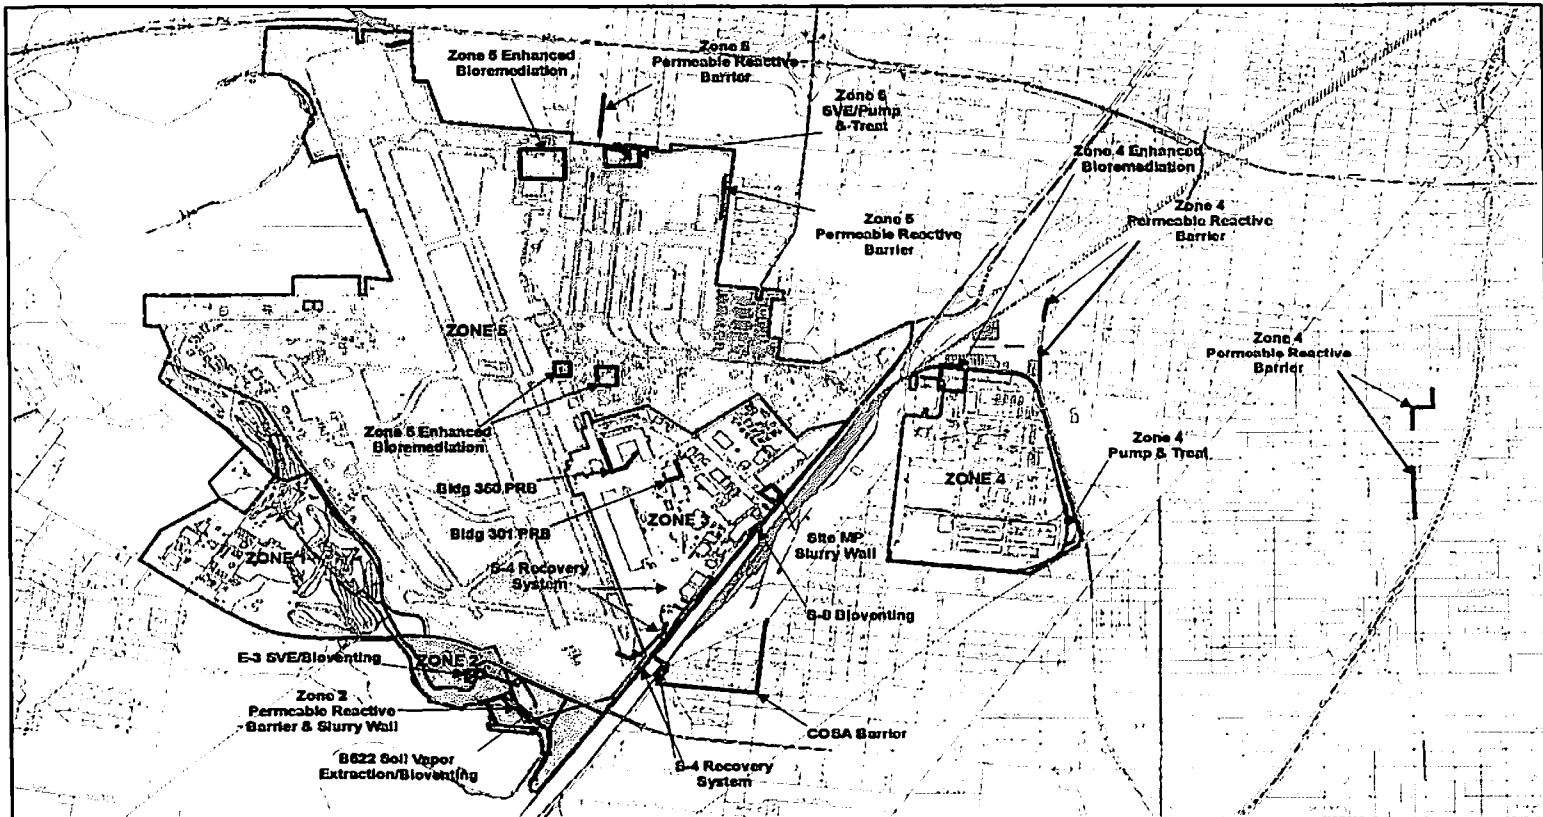 Zone 5 Enhanced
Bioremediation
Zone 5
Permeable Reactive
Barrier
Zone 5
SVE/Pump
& Treat
Zone 4 Enhanced
Bioremediation
Zone 5
Permeable Reactive
Barrier
Zone 4
Permeable Reactive
Barrier
ZONE 5
Zone 4
Permeable Reactive
Barrier
Zone 5 Enhanced
Bioremediation
Zone 4
Pump & Treat
Bldg 360 PRB
ZONE 4
Bldg 301 PRB
ZONE 3
Site MP
Slurry Wall
ZONE 1
S-4 Recovery
System
S-8 Bioventing
E-3 SVE/Bioventing
ZONE 2
Zone 2
Permeable Reactive
Barrier & Slurry Wall
COSA Barrier
B622 Soil Vapor
Extraction/Bioventing
S-4 Recovery
System